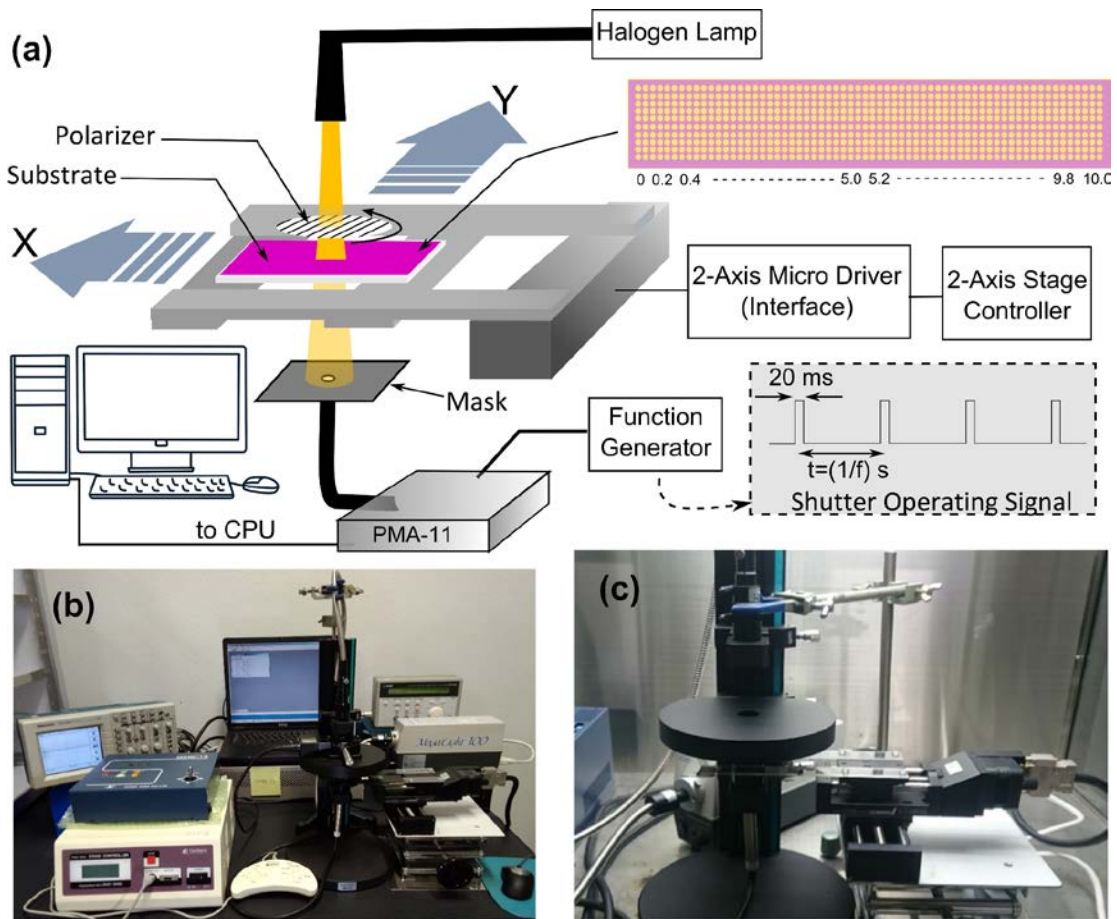 (a)
Halogen Lamp
Y
Polarizer
Substrate
0 0.2 0.4 5.0 5.2 9.8 10.0
X
2-Axis Micro Driver
(Interface)
2-Axis Stage
Controller
20 ms
Mask
Function
Generator
t=(1/f) s
Shutter Operating Signal
to CPU
PMA-11
(b)
(c)